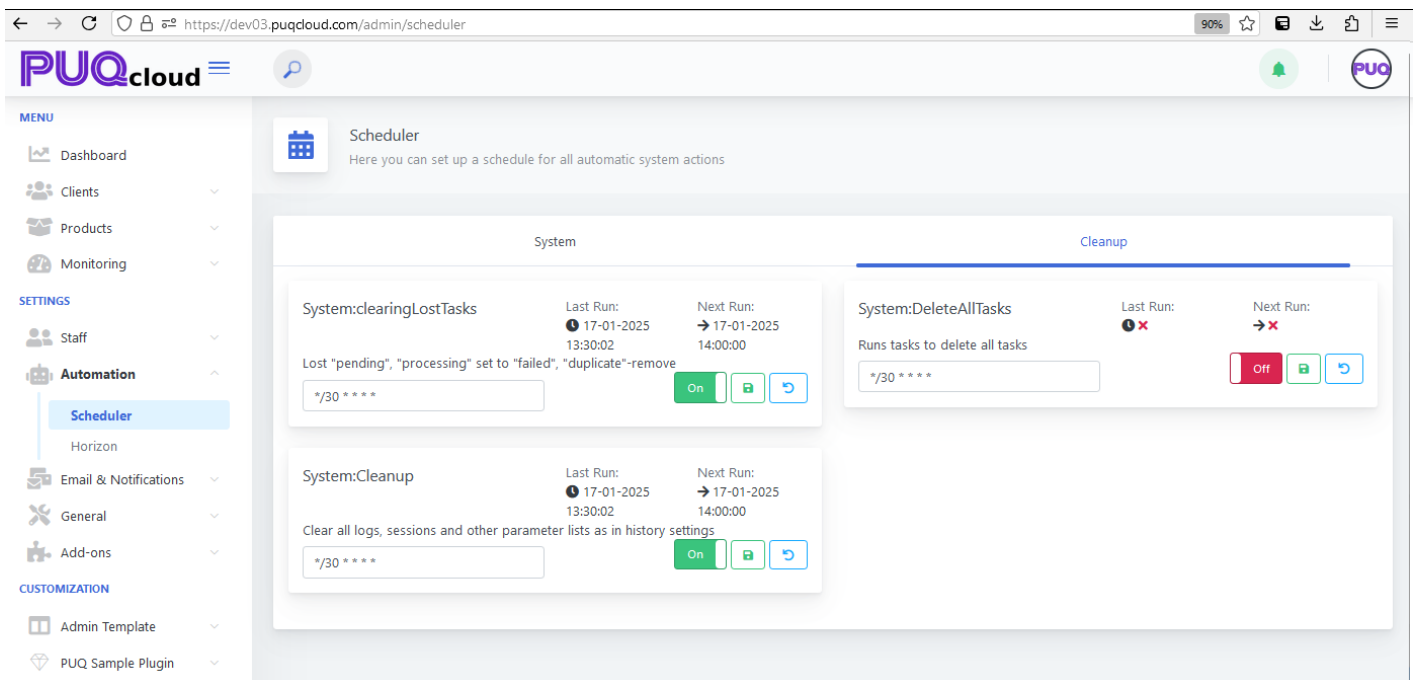 https://dev03.puqcloud.com/admin/scheduler
90%
PUQcloud
PUQ
MENU
Dashboard
Clients
Products
Monitoring
SETTINGS
Staff
Automation
Scheduler
Horizon
Email & Notifications
General
Add-ons
CUSTOMIZATION
Admin Template
PUQ Sample Plugin
Scheduler
Here you can set up a schedule for all automatic system actions
System
Cleanup
System:clearingLostTasks
Last Run:
17-01-2025
13:30:02
Next Run:
17-01-2025
14:00:00
Lost "pending", "processing" set to "failed", "duplicate"-remove
*/30 * * * *
On
System:DeleteAllTasks
Last Run:
Next Run:
Runs tasks to delete all tasks
*/30 * * * *
Off
System:Cleanup
Last Run:
17-01-2025
13:30:02
Next Run:
17-01-2025
14:00:00
Clear all logs, sessions and other parameter lists as in history settings
*/30 * * * *
On